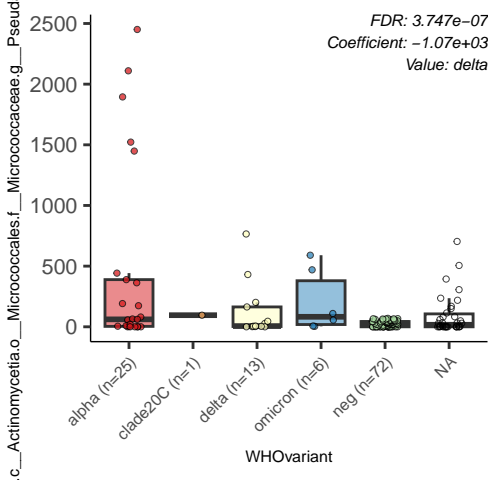 FDR: 3.747e−07
Coefficient: −1.07e+03
Value: delta
.c__Actinomycetia.o__Micrococcales.f__Micrococcaceae.g__Pseud
2500
2000
1500
1000
500
0
alpha (n=25)
clade20C (n=1)
delta (n=13)
omicron (n=6)
neg (n=72)
NA
WHOvariant